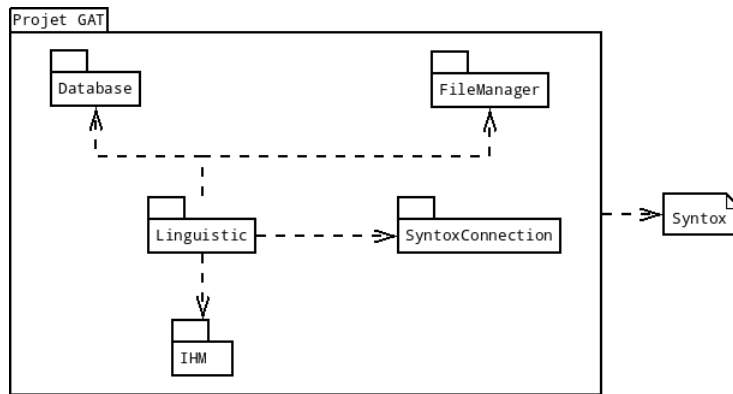 Projet GAT
Database
FileManager
Syntox
Linguistic
SyntoxConnection
IHM